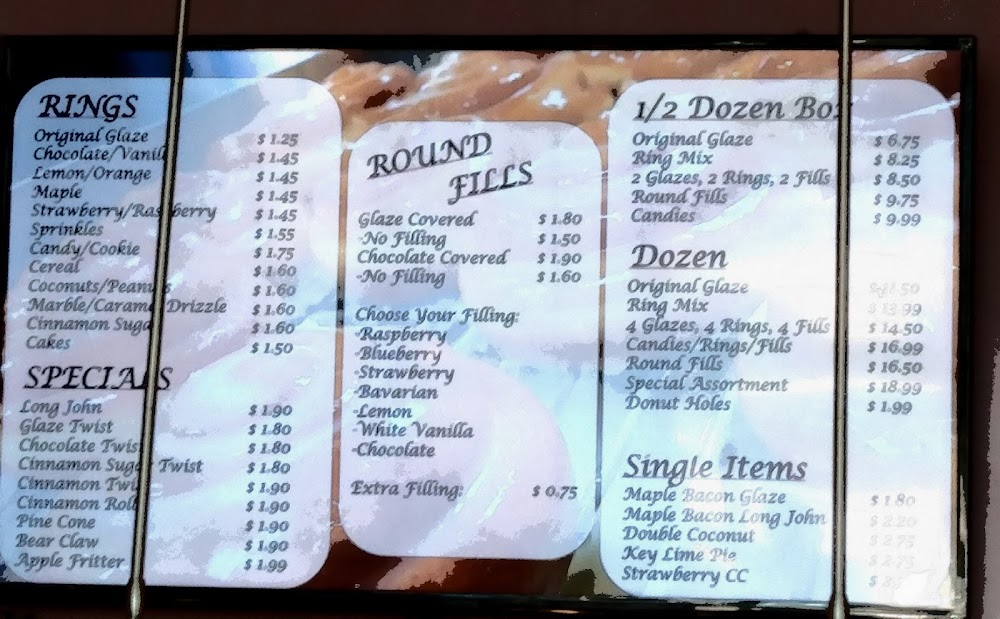 RINGS
Original Glaze $ 1.25
Chocolate/Vanill $ 1.45
Lemon/Orange $ 1.45
Maple $ 1.45
Strawberry/Raspberry $ 1.45
Sprinkles $ 1.55
Candy/Cookie $ 1.75
Cereal $ 1.60
Coconuts/Peanuts $ 1.60
Marble/Caramel Drizzle $ 1.60
Cinnamon Suga $ 1.60
Cakes $ 1.50
SPECIALS
Long John $ 1.90
Glaze Twist $ 1.80
Chocolate Twist $ 1.80
Cinnamon Sugar Twist $ 1.80
Cinnamon Twi $ 1.90
Cinnamon Roll $ 1.90
Pine Cone $ 1.90
Bear Claw $ 1.90
Apple Fritter $ 1.99
ROUND
FILLS
Glaze Covered $ 1.80
-No Filling $ 1.50
Chocolate Covered $ 1.90
-No Filling $ 1.60
Choose Your Filling:
-Raspberry
-Blueberry
-Strawberry
-Bavarian
-Lemon
-White Vanilla
-Chocolate
Extra Filling: $ 0.75
1/2 Dozen Box
Original Glaze $ 6.75
Ring Mix $ 8.25
2 Glazes, 2 Rings, 2 Fills $ 8.50
Round Fills $ 9.75
Candies $ 9.99
Dozen
Original Glaze
Ring Mix $ 13.99
4 Glazes, 4 Rings, 4 Fills $ 14.50
Candies/Rings/Fills $ 16.99
Round Fills $ 16.50
Special Assortment $ 18.99
Donut Holes $ 1.99
Single Items
Maple Bacon Glaze $ 1.80
Maple Bacon Long John $ 2.20
Double Coconut $ 2.75
Key Lime Pie $ 2.75
Strawberry CC